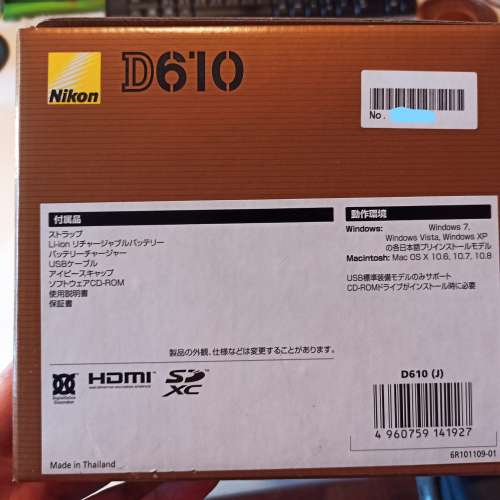 Nikon
D610
No.
付属品
ストラップ
Li-ion リチャージャブルバッテリー
バッテリーチャージャー
USBケーブル
アイピースキャップ
ソフトウェアCD-ROM
使用説明書
保証書
動作環境
Windows: Windows 7,
Windows Vista, Windows XP
の各日本語プリインストールモデル
Macintosh: Mac OS X 10.6, 10.7, 10.8
USB標準装備モデルのみサポート
CD-ROMドライブがインストール時に必要
製品の外観、仕様などは変更することがあります。
HDMI
SD
XC
D610 (J)
4 960759 141927
6R101109-01
Made in Thailand